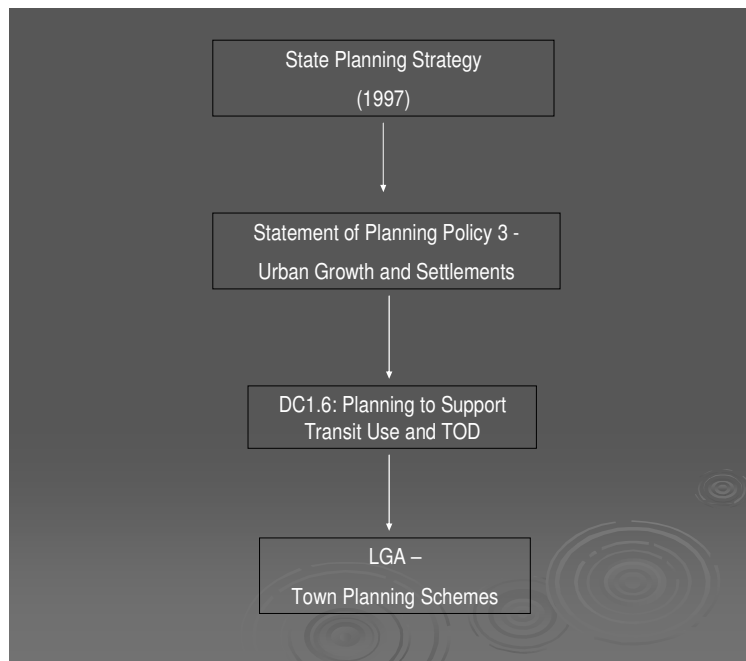 State Planning Strategy
(1997)
Statement of Planning Policy 3 -
Urban Growth and Settlements
DC1.6: Planning to Support
Transit Use and TOD
LGA –
Town Planning Schemes